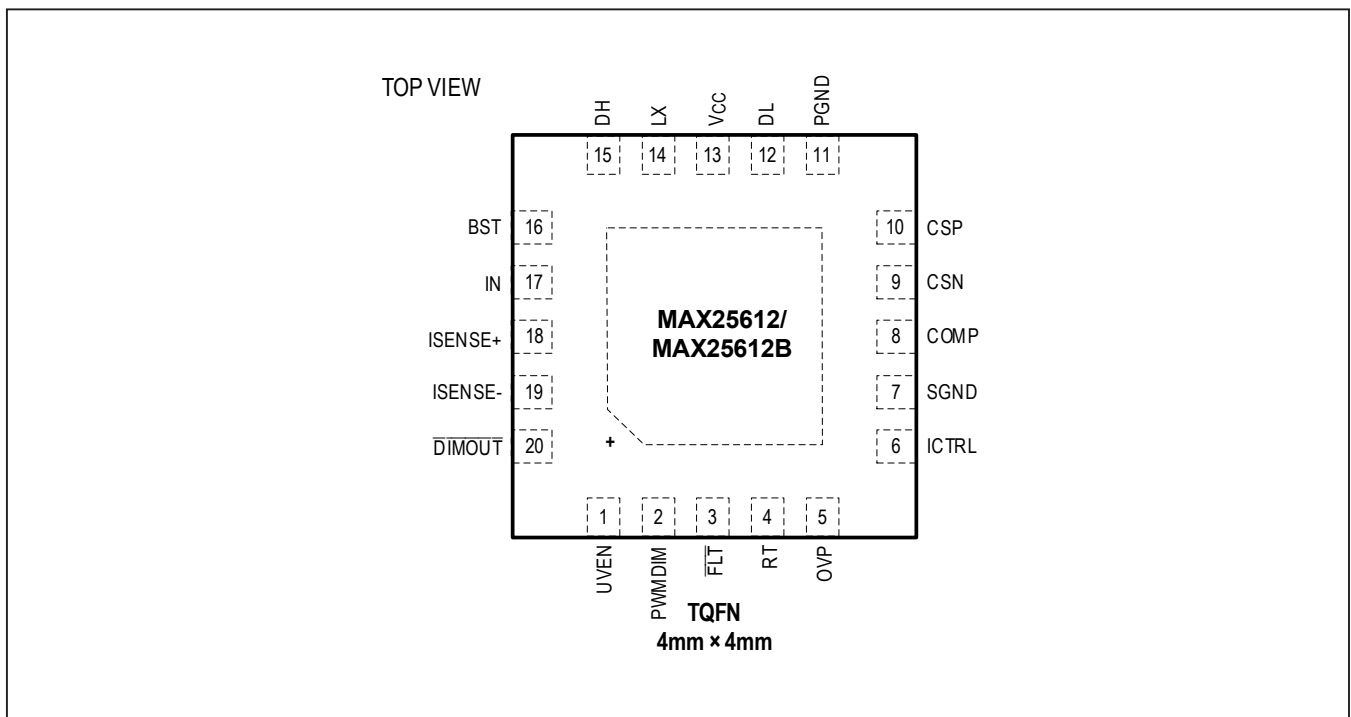 TOP VIEW
DH
LX
VCC
DL
PGND
15
14
13
12
11
BST
16
10
CSP
IN
17
9
CSN
ISENSE+
18
8
COMP
ISENSE-
19
7
SGND
DIMOUT
20
6
ICTRL
MAX25612/
MAX25612B
+
1
2
3
4
5
UVEN
PWMDIM
FLT
RT
OVP
TQFN
4mm × 4mm